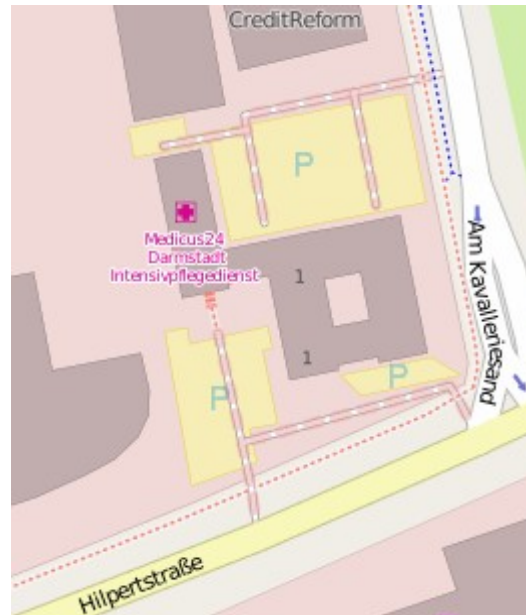 CreditReform
P
Medicus24
Darmstadt
Intensivpflegedienst
1
1
P
P
Am Kavalleriesand
Hilpertstraße